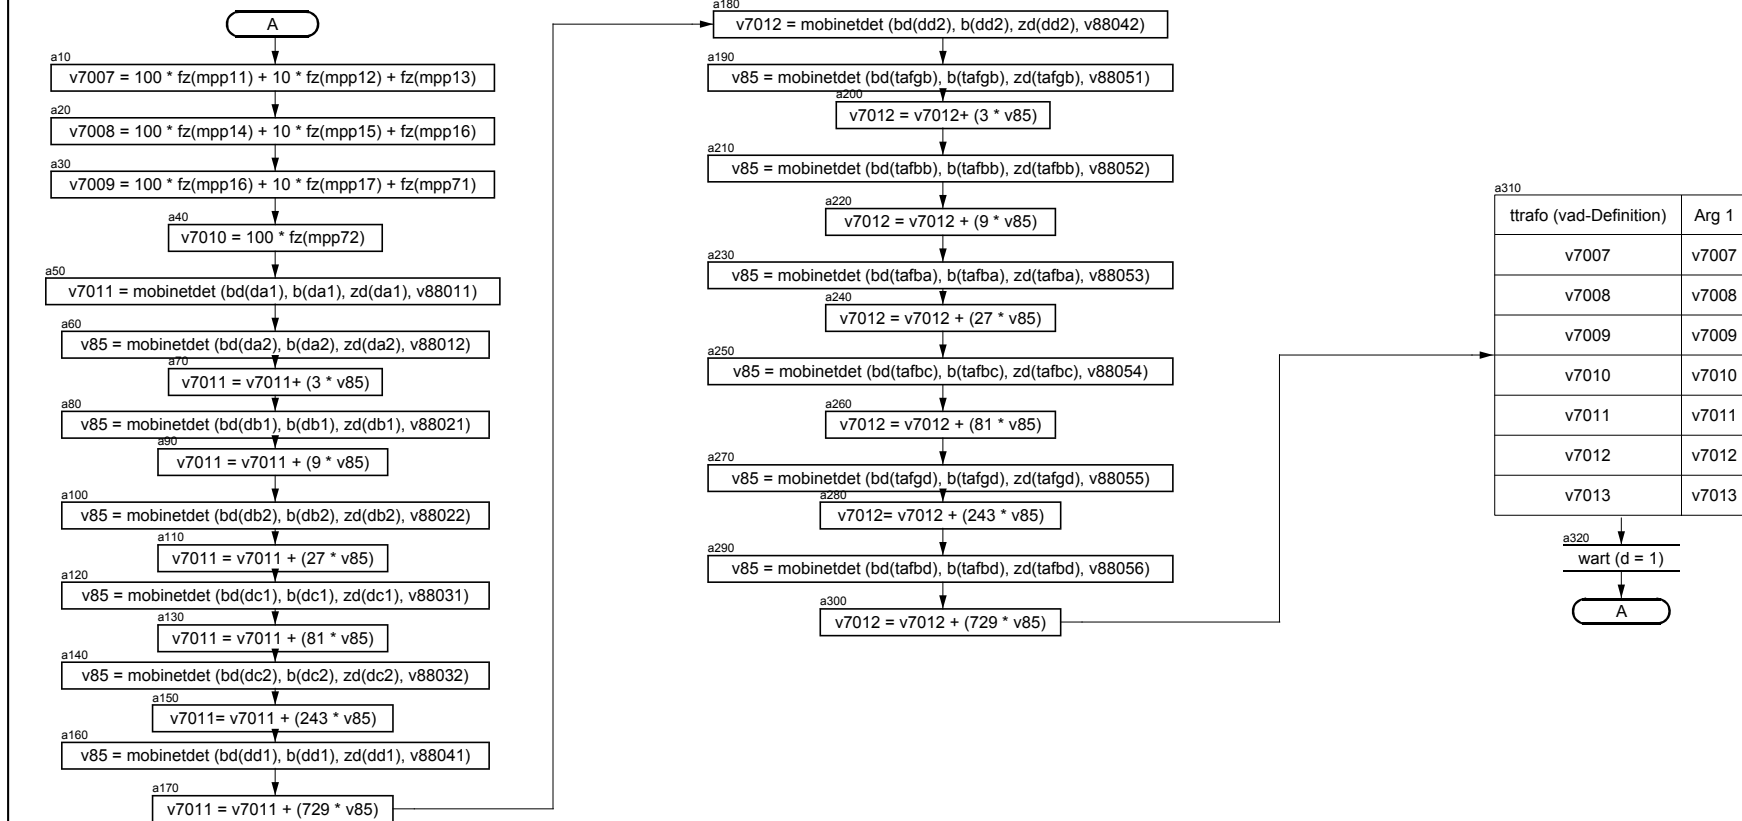 A
a10
v7007 = 100 * fz(mpp11) + 10 * fz(mpp12) + fz(mpp13)
a20
v7008 = 100 * fz(mpp14) + 10 * fz(mpp15) + fz(mpp16)
a30
v7009 = 100 * fz(mpp16) + 10 * fz(mpp17) + fz(mpp71)
a40
v7010 = 100 * fz(mpp72)
a50
v7011 = mobinetdet (bd(da1), b(da1), zd(da1), v88011)
a60
v85 = mobinetdet (bd(da2), b(da2), zd(da2), v88012)
a70
v7011 = v7011+ (3 * v85)
a80
v85 = mobinetdet (bd(db1), b(db1), zd(db1), v88021)
a90
v7011 = v7011 + (9 * v85)
a100
v85 = mobinetdet (bd(db2), b(db2), zd(db2), v88022)
a110
v7011 = v7011 + (27 * v85)
a120
v85 = mobinetdet (bd(dc1), b(dc1), zd(dc1), v88031)
a130
v7011 = v7011 + (81 * v85)
a140
v85 = mobinetdet (bd(dc2), b(dc2), zd(dc2), v88032)
a150
v7011= v7011 + (243 * v85)
a160
v85 = mobinetdet (bd(dd1), b(dd1), zd(dd1), v88041)
a170
v7011 = v7011 + (729 * v85)
a180
v7012 = mobinetdet (bd(dd2), b(dd2), zd(dd2), v88042)
a190
v85 = mobinetdet (bd(tafgb), b(tafgb), zd(tafgb), v88051)
a200
v7012 = v7012+ (3 * v85)
a210
v85 = mobinetdet (bd(tafbb), b(tafbb), zd(tafbb), v88052)
a220
v7012 = v7012 + (9 * v85)
a230
v85 = mobinetdet (bd(tafba), b(tafba), zd(tafba), v88053)
a240
v7012 = v7012 + (27 * v85)
a250
v85 = mobinetdet (bd(tafbc), b(tafbc), zd(tafbc), v88054)
a260
v7012 = v7012 + (81 * v85)
a270
v85 = mobinetdet (bd(tafgd), b(tafgd), zd(tafgd), v88055)
a280
v7012= v7012 + (243 * v85)
a290
v85 = mobinetdet (bd(tafbd), b(tafbd), zd(tafbd), v88056)
a300
v7012 = v7012 + (729 * v85)
a310
ttrafo (vad-Definition) Arg 1
v7007 v7007
v7008 v7008
v7009 v7009
v7010 v7010
v7011 v7011
v7012 v7012
v7013 v7013
a320
wart (d = 1)
A